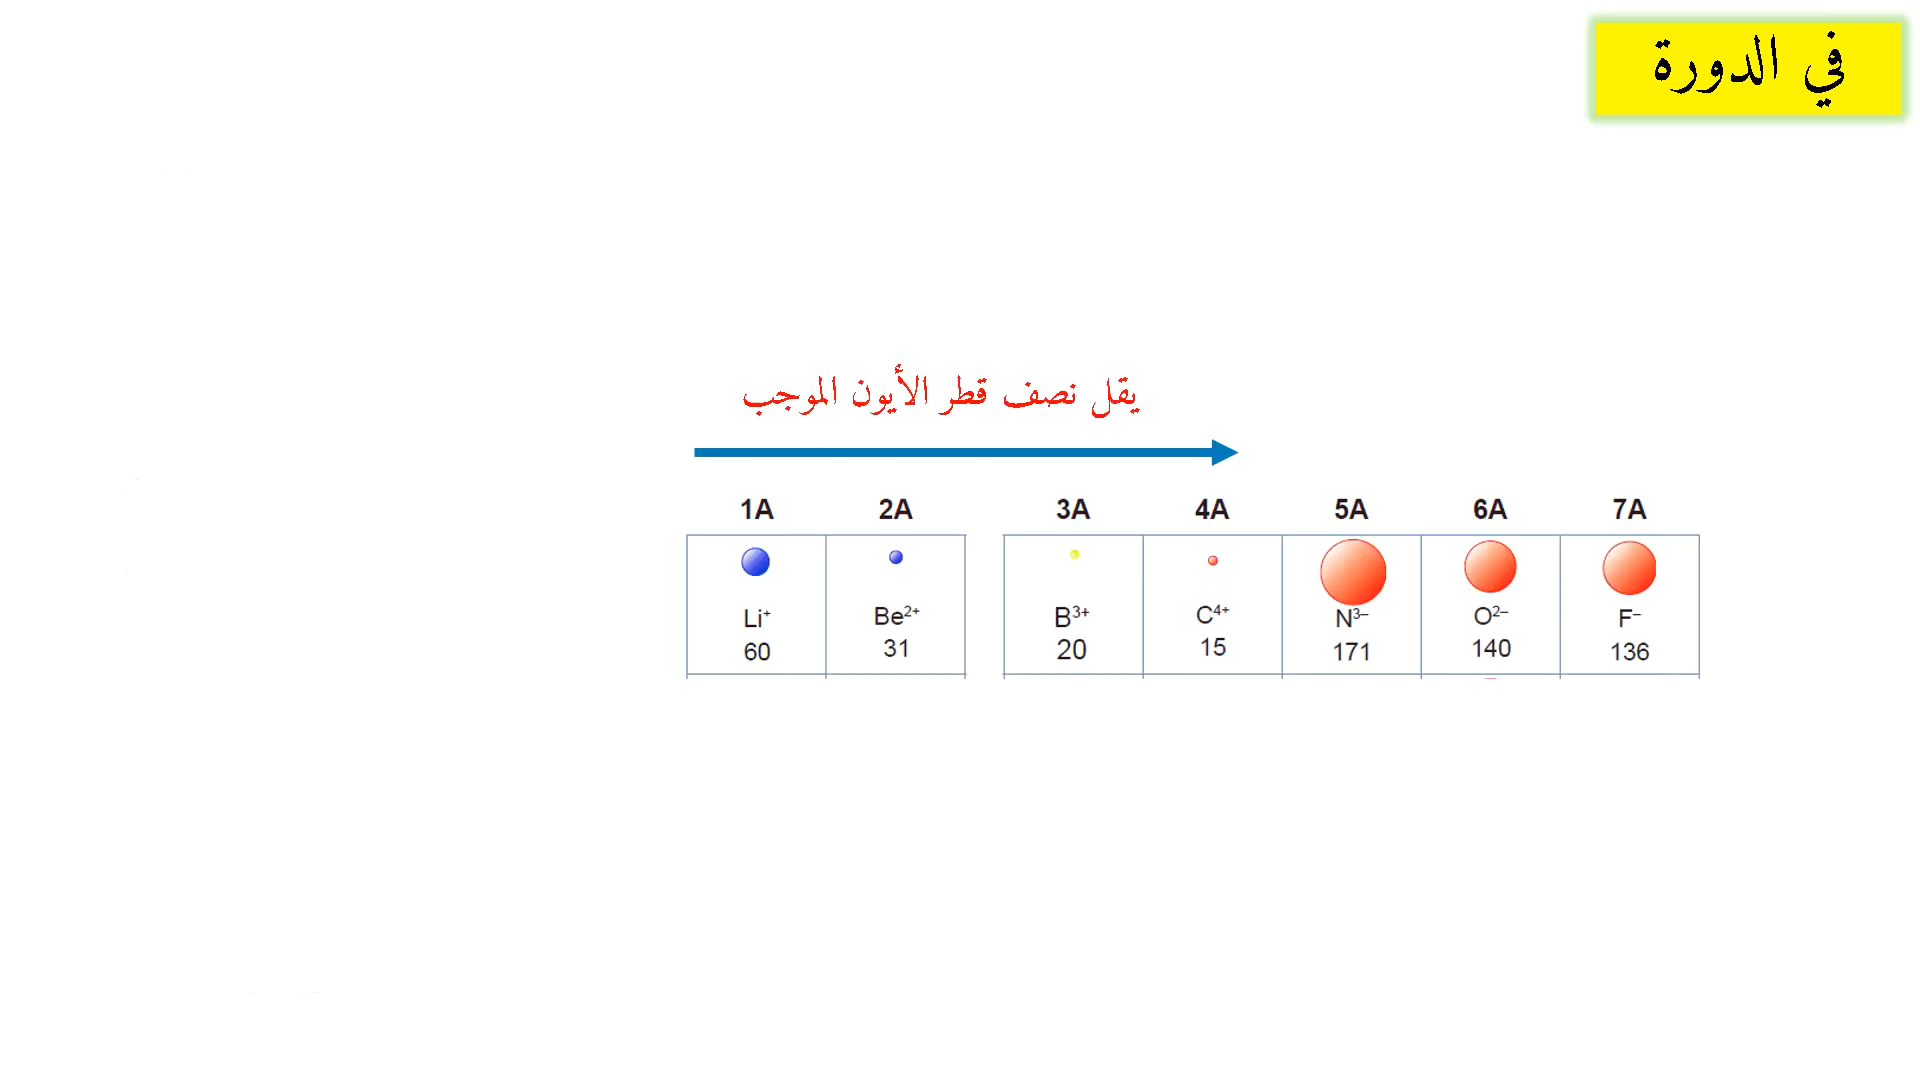 في الدورة
يقل نصف قطر الأيون الموجب
1A 2A 3A 4A 5A 6A 7A
Li⁺ Be²⁺ B³⁺ C⁴⁺ N³⁻ O²⁻ F⁻
60 31 20 15 171 140 136